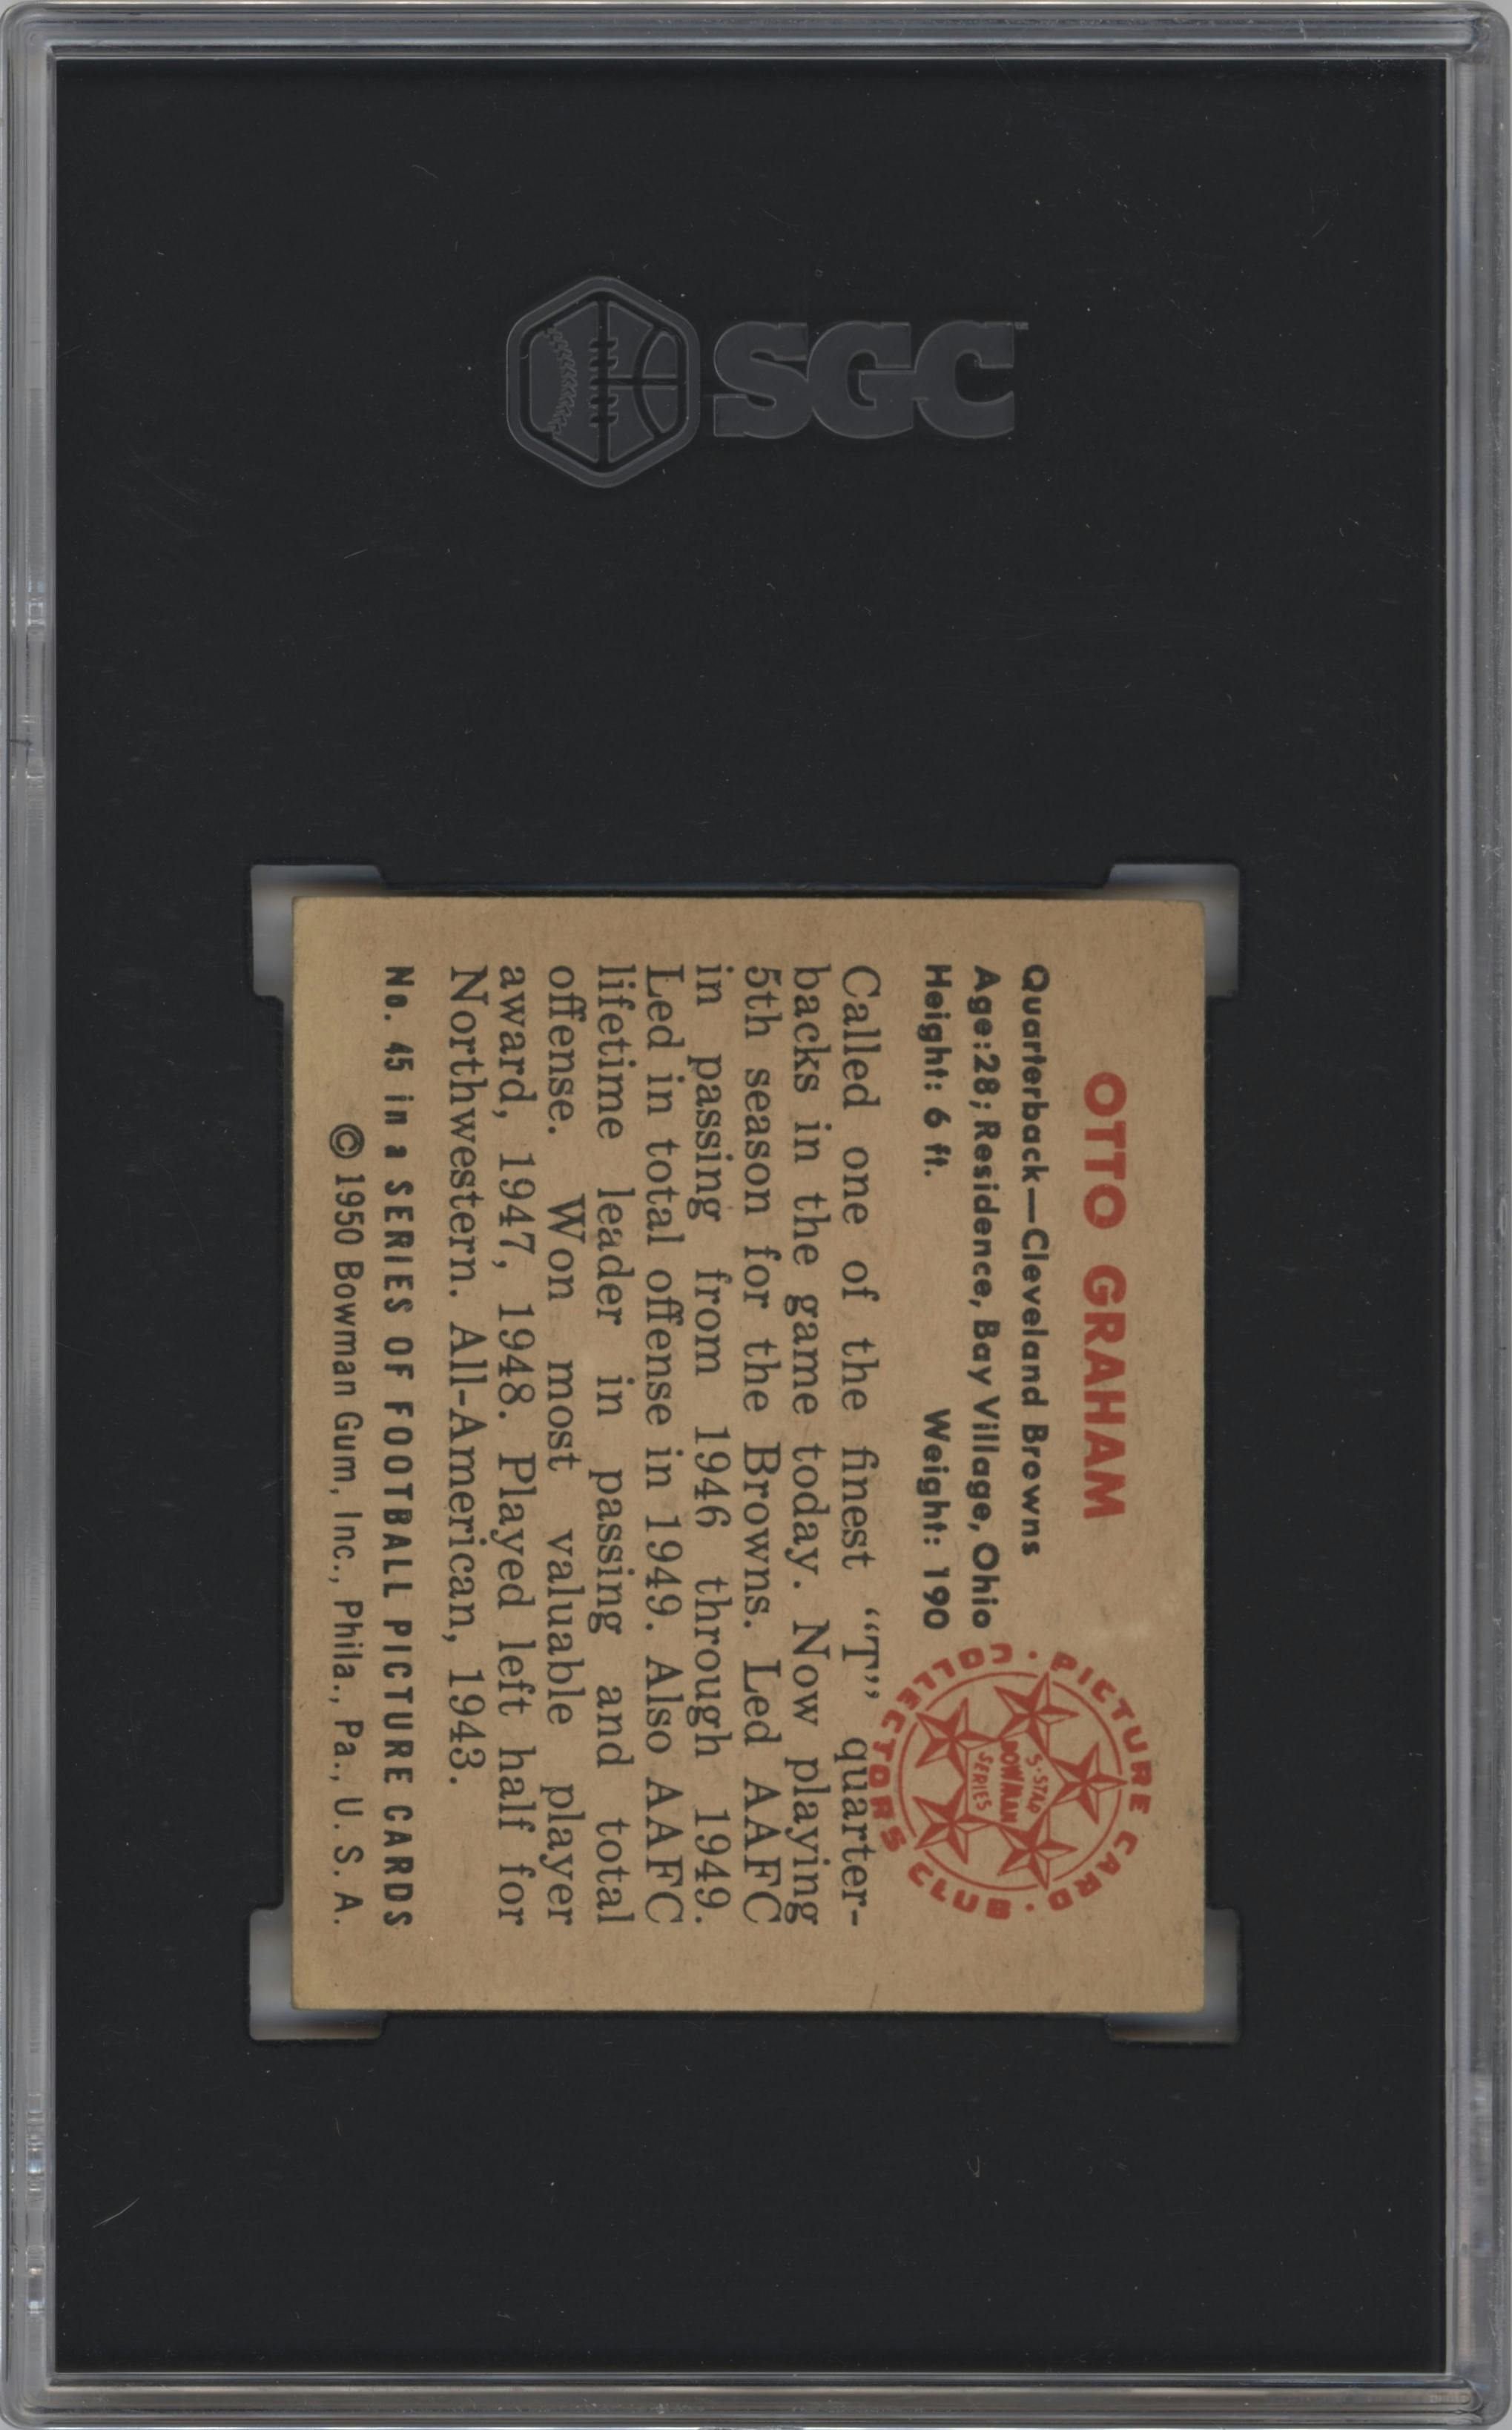 SGC
OTTO GRAHAM
Quarterback—Cleveland Browns
Age:28; Residence, Bay Village, Ohio
Height: 6 ft. Weight: 190
PICTURE CARD · COLLECTORS CLUB ·
5-STAR
BOWMAN
SERIES
Called one of the finest “T” quarter-
backs in the game today. Now playing
5th season for the Browns. Led AAFC
in passing from 1946 through 1949.
Led in total offense in 1949. Also AAFC
lifetime leader in passing and total
offense. Won most valuable player
award, 1947, 1948. Played left half for
Northwestern. All-American, 1943.
No. 45 in a SERIES OF FOOTBALL PICTURE CARDS
© 1950 Bowman Gum, Inc., Phila., Pa., U. S. A.